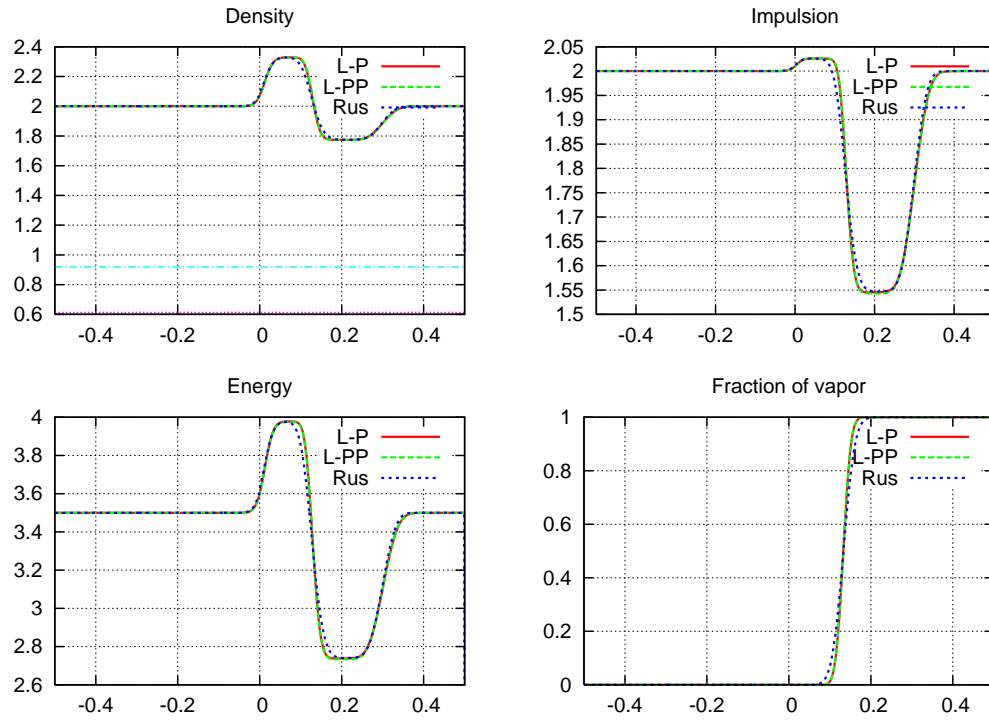 Density
2.4
2.2
2
1.8
1.6
1.4
1.2
1
0.8
0.6
-0.4 -0.2 0 0.2 0.4
L-P
L-PP
Rus
Impulsion
2.05
2
1.95
1.9
1.85
1.8
1.75
1.7
1.65
1.6
1.55
1.5
-0.4 -0.2 0 0.2 0.4
L-P
L-PP
Rus
Energy
4
3.8
3.6
3.4
3.2
3
2.8
2.6
-0.4 -0.2 0 0.2 0.4
L-P
L-PP
Rus
Fraction of vapor
1
0.8
0.6
0.4
0.2
0
-0.4 -0.2 0 0.2 0.4
L-P
L-PP
Rus